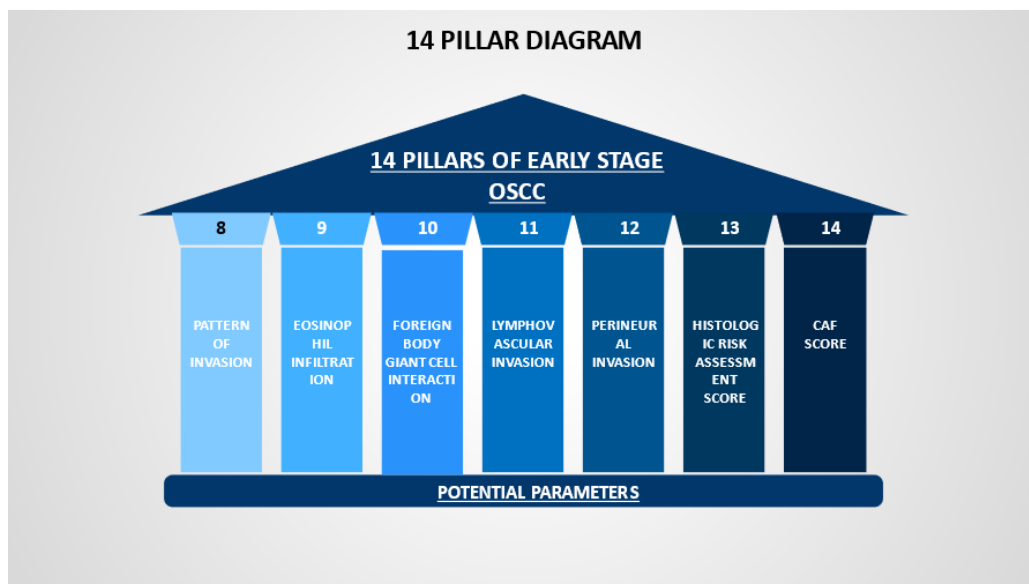 14 PILLAR DIAGRAM
14 PILLARS OF EARLY STAGE
OSCC
8
9
10
11
12
13
14
PATTERN
OF
INVASION
EOSINOP
HIL
INFILTRAT
ION
FOREIGN
BODY
GIANT CELL
INTERACTI
ON
LYMPHOV
ASCULAR
INVASION
PERINEUR
AL
INVASION
HISTOLOG
IC RISK
ASSESSM
ENT
SCORE
CAF
SCORE
POTENTIAL PARAMETERS